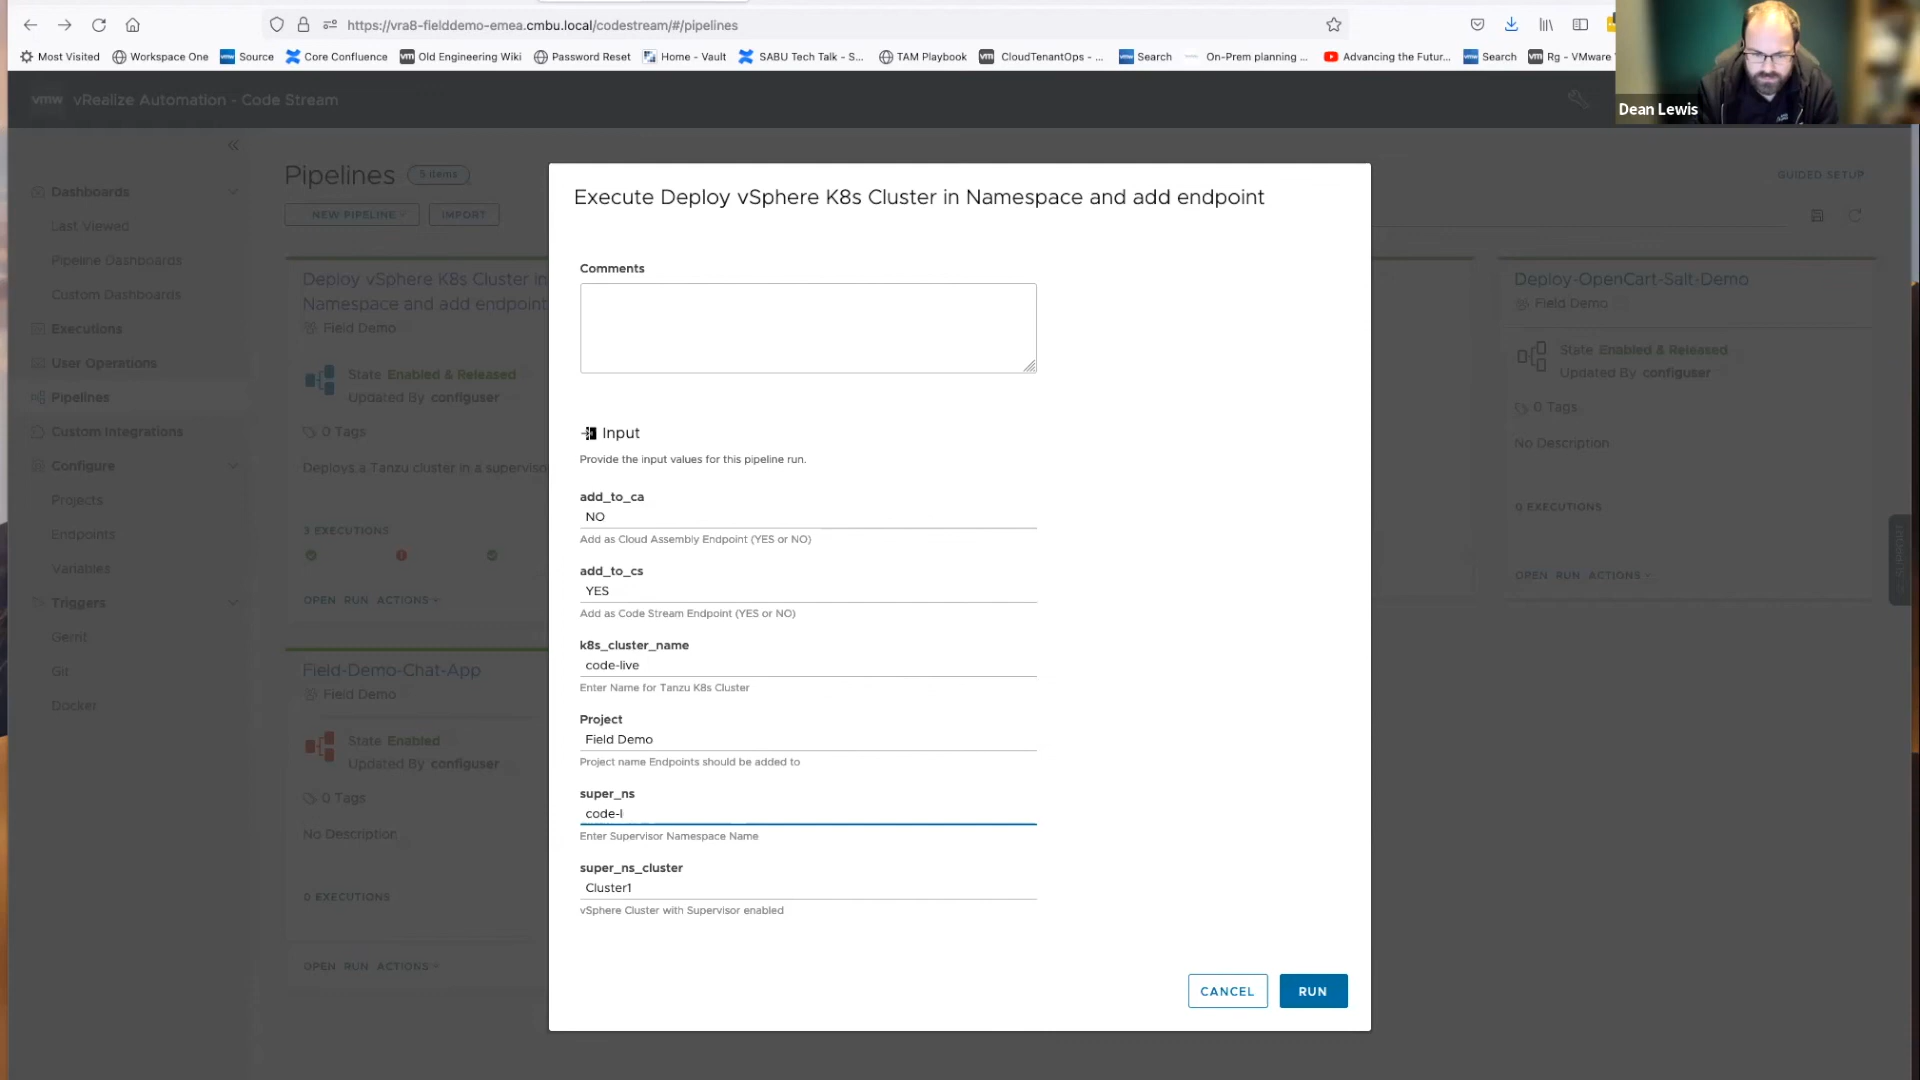 https://vra8-fielddemo-emea.cmbu.local/codestream/#/pipelines
Most Visited
Workspace One
Source
Core Confluence
Old Engineering Wiki
Password Reset
Home - Vault
SABU Tech Talk - S...
TAM Playbook
CloudTenantOps - ...
Search
On-Prem planning ...
Advancing the Futur...
Search
Rg - VMware
Dean Lewis
vmw vRealize Automation - Code Stream
Dashboards
Last Viewed
Pipeline Dashboards
Custom Dashboards
Executions
User Operations
Pipelines
Custom Integrations
Configure
Projects
Endpoints
Variables
Triggers
Gerrit
Git
Docker
Pipelines 5 items
GUIDED SETUP
NEW PIPELINE
IMPORT
Deploy vSphere K8s Cluster in
Namespace and add endpoint
Field Demo
State Enabled & Released
Updated By configuser
0 Tags
Deploys a Tanzu cluster in a superviso
3 EXECUTIONS
OPEN RUN ACTIONS
Field-Demo-Chat-App
Field Demo
State Enabled
Updated By configuser
0 Tags
No Description
0 EXECUTIONS
OPEN RUN ACTIONS
Execute Deploy vSphere K8s Cluster in Namespace and add endpoint
Comments
Input
Provide the input values for this pipeline run.
add_to_ca
NO
Add as Cloud Assembly Endpoint (YES or NO)
add_to_cs
YES
Add as Code Stream Endpoint (YES or NO)
k8s_cluster_name
code-live
Enter Name for Tanzu K8s Cluster
Project
Field Demo
Project name Endpoints should be added to
super_ns
code-l
Enter Supervisor Namespace Name
super_ns_cluster
Cluster1
vSphere Cluster with Supervisor enabled
CANCEL
RUN
Deploy-OpenCart-Salt-Demo
Field Demo
State Enabled & Released
Updated By configuser
0 Tags
No Description
0 EXECUTIONS
OPEN RUN ACTIONS